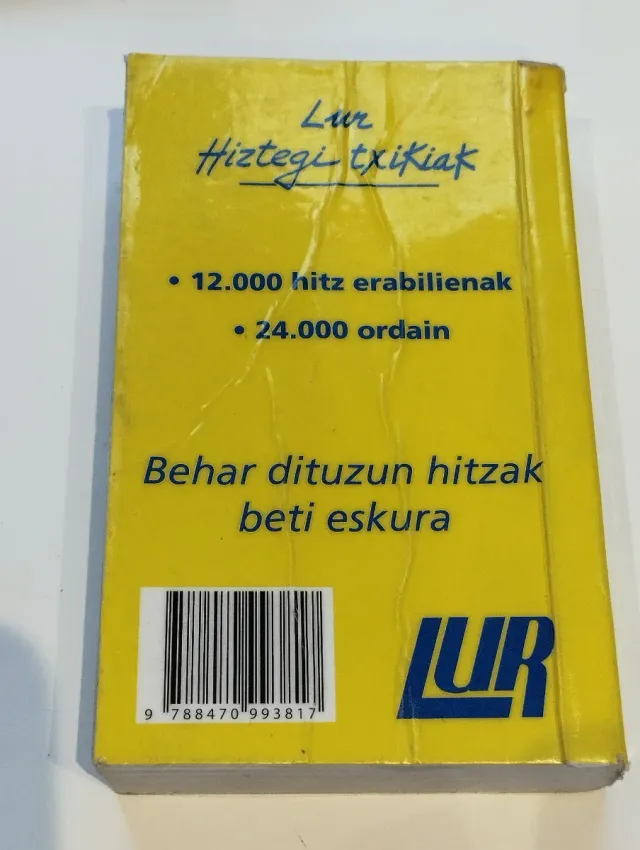 Lur
Hiztegi txikiak
• 12.000 hitz erabilienak
• 24.000 ordain
Behar dituzun hitzak
beti eskura
9 788470 993817
LUR